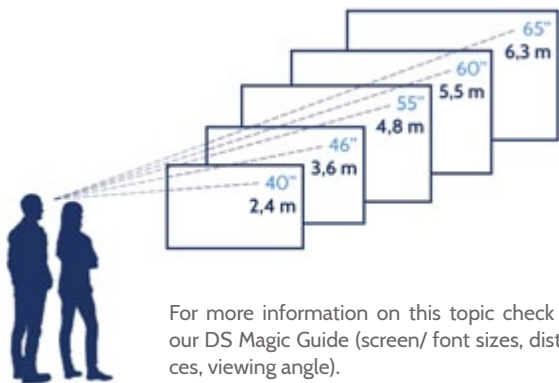 65"
6,3 m
60"
5,5 m
55"
4,8 m
46"
3,6 m
40"
2,4 m
For more information on this topic check
our DS Magic Guide (screen/ font sizes, dist
ces, viewing angle).